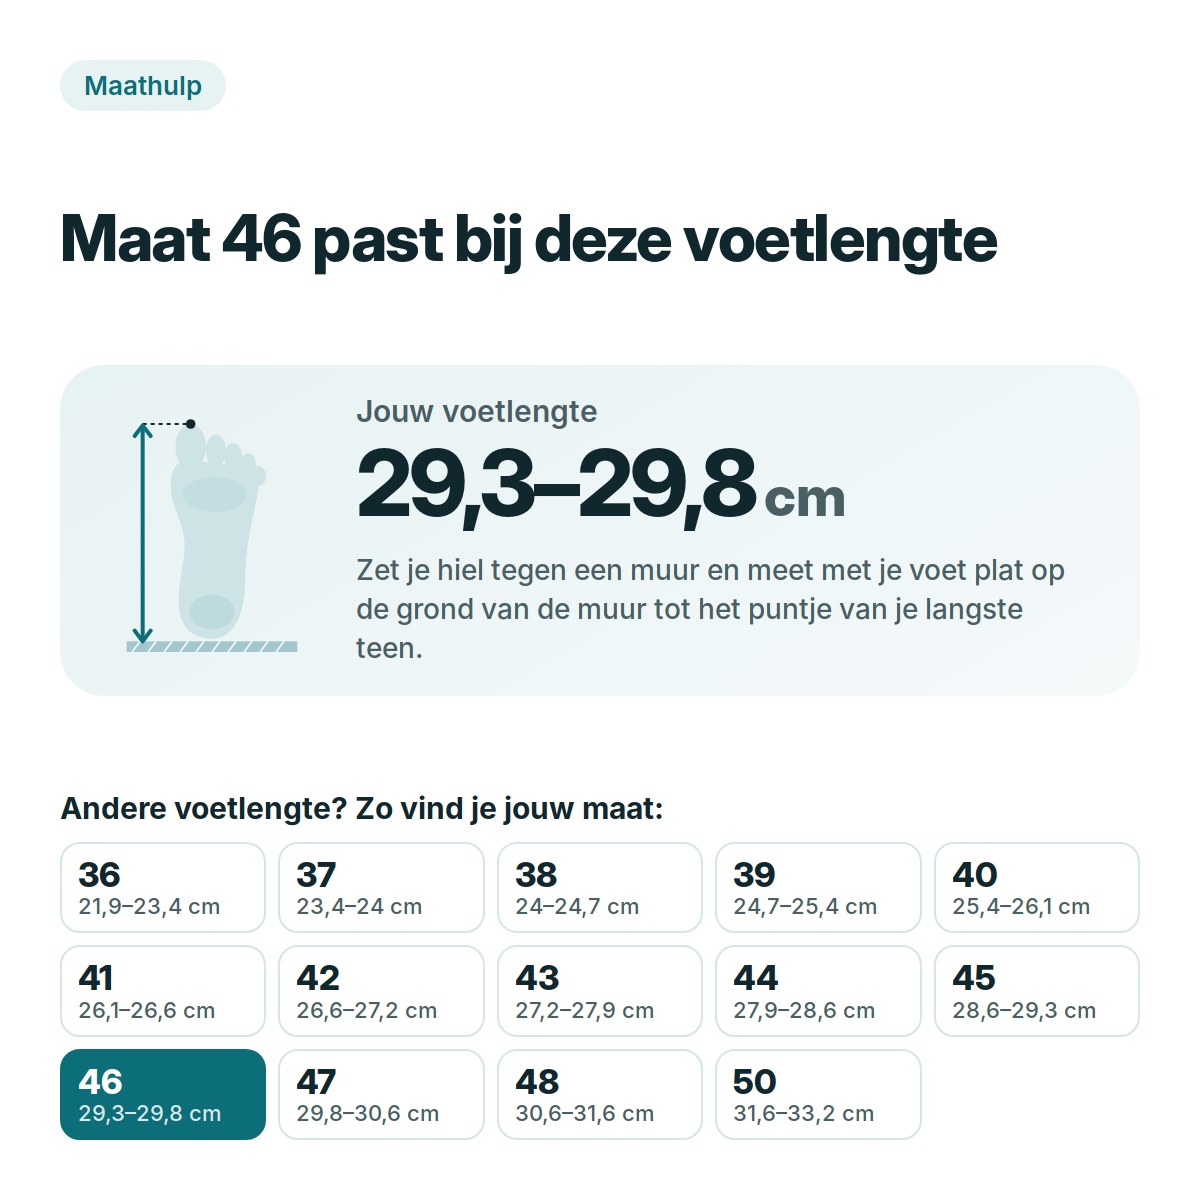 Maathulp
Maat 46 past bij deze voetlengte
Jouw voetlengte
29,3–29,8 cm
Zet je hiel tegen een muur en meet met je voet plat op
de grond van de muur tot het puntje van je langste
teen.
Andere voetlengte? Zo vind je jouw maat:
36
21,9–23,4 cm
37
23,4–24 cm
38
24–24,7 cm
39
24,7–25,4 cm
40
25,4–26,1 cm
41
26,1–26,6 cm
42
26,6–27,2 cm
43
27,2–27,9 cm
44
27,9–28,6 cm
45
28,6–29,3 cm
46
29,3–29,8 cm
47
29,8–30,6 cm
48
30,6–31,6 cm
50
31,6–33,2 cm